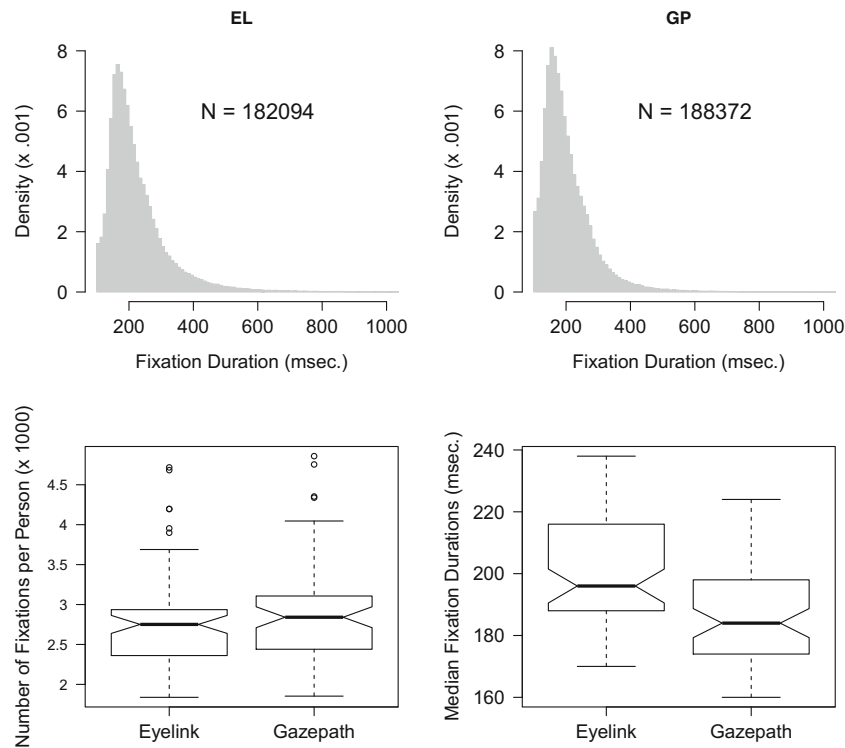 EL
Density (x .001)
8
6
4
2
0
N = 182094
200 400 600 800 1000
Fixation Duration (msec.)
GP
Density (x .001)
8
6
4
2
0
N = 188372
200 400 600 800 1000
Fixation Duration (msec.)
Number of Fixations per Person (x 1000)
4.5
4
3.5
3
2.5
2
Eyelink Gazepath
Median Fixation Durations (msec.)
240
220
200
180
160
Eyelink Gazepath